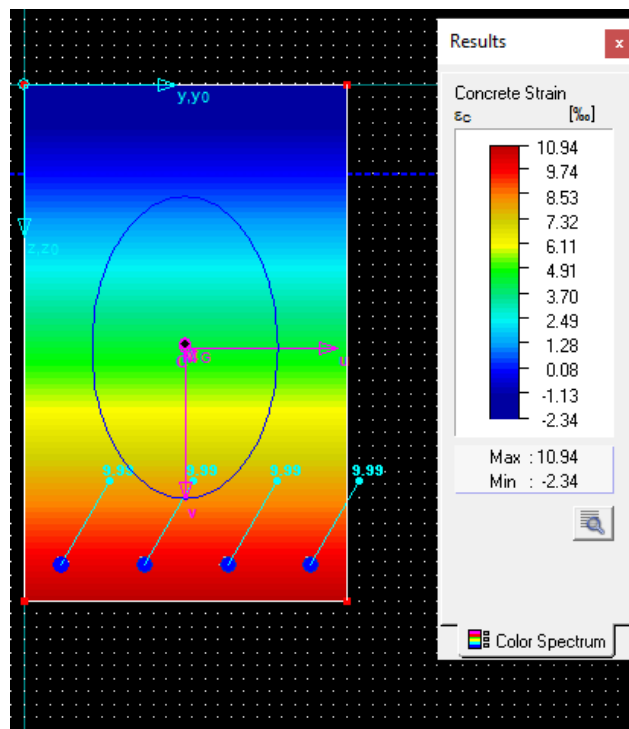 Results
x
Concrete Strain
εc [‰]
10.94
9.74
8.53
7.32
6.11
4.91
3.70
2.49
1.28
0.08
-1.13
-2.34
Max : 10.94
Min : -2.34
Color Spectrum
y,y0
z,z0
G
u
v
9.99 9.99 9.99 9.99